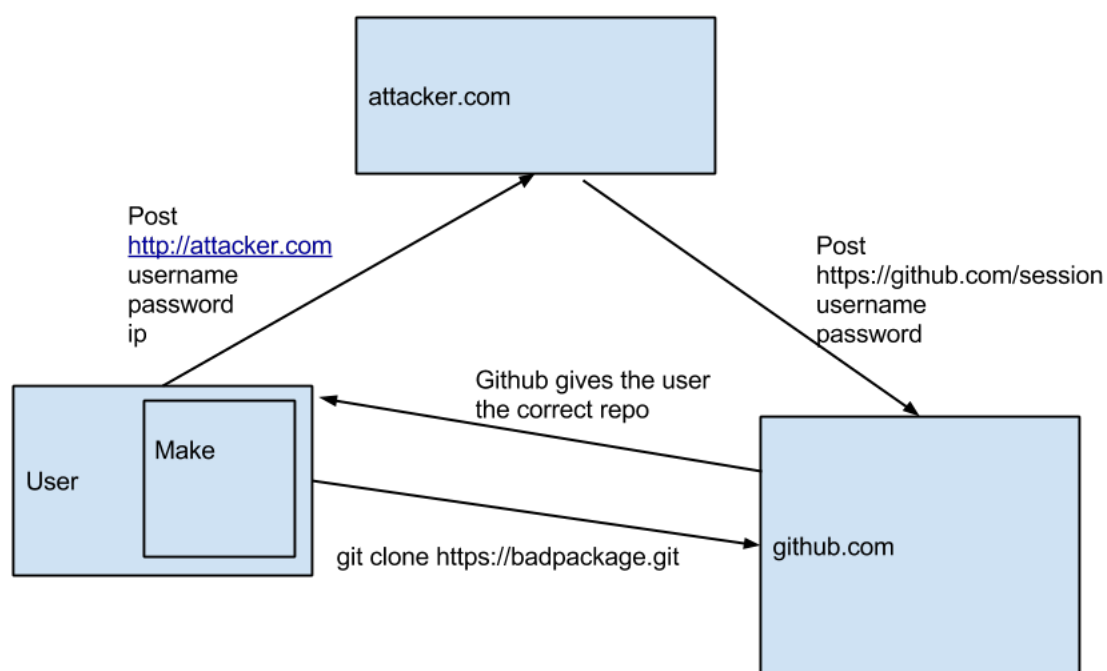 attacker.com
Post
http://attacker.com
username
password
ip
Post
https://github.com/session
username
password
Github gives the user
the correct repo
Make
User
github.com
git clone https://badpackage.git